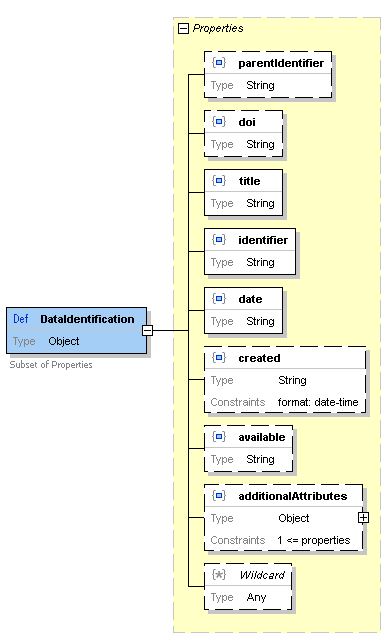 Properties
{} parentIdentifier
Type String
{} doi
Type String
{} title
Type String
{} identifier
Type String
{} date
Type String
Def DataIdentification
Type Object
Subset of Properties
{} created
Type String
Constraints format: date-time
{} available
Type String
{} additionalAttributes
Type Object
Constraints 1 <= properties
{*} Wildcard
Type Any